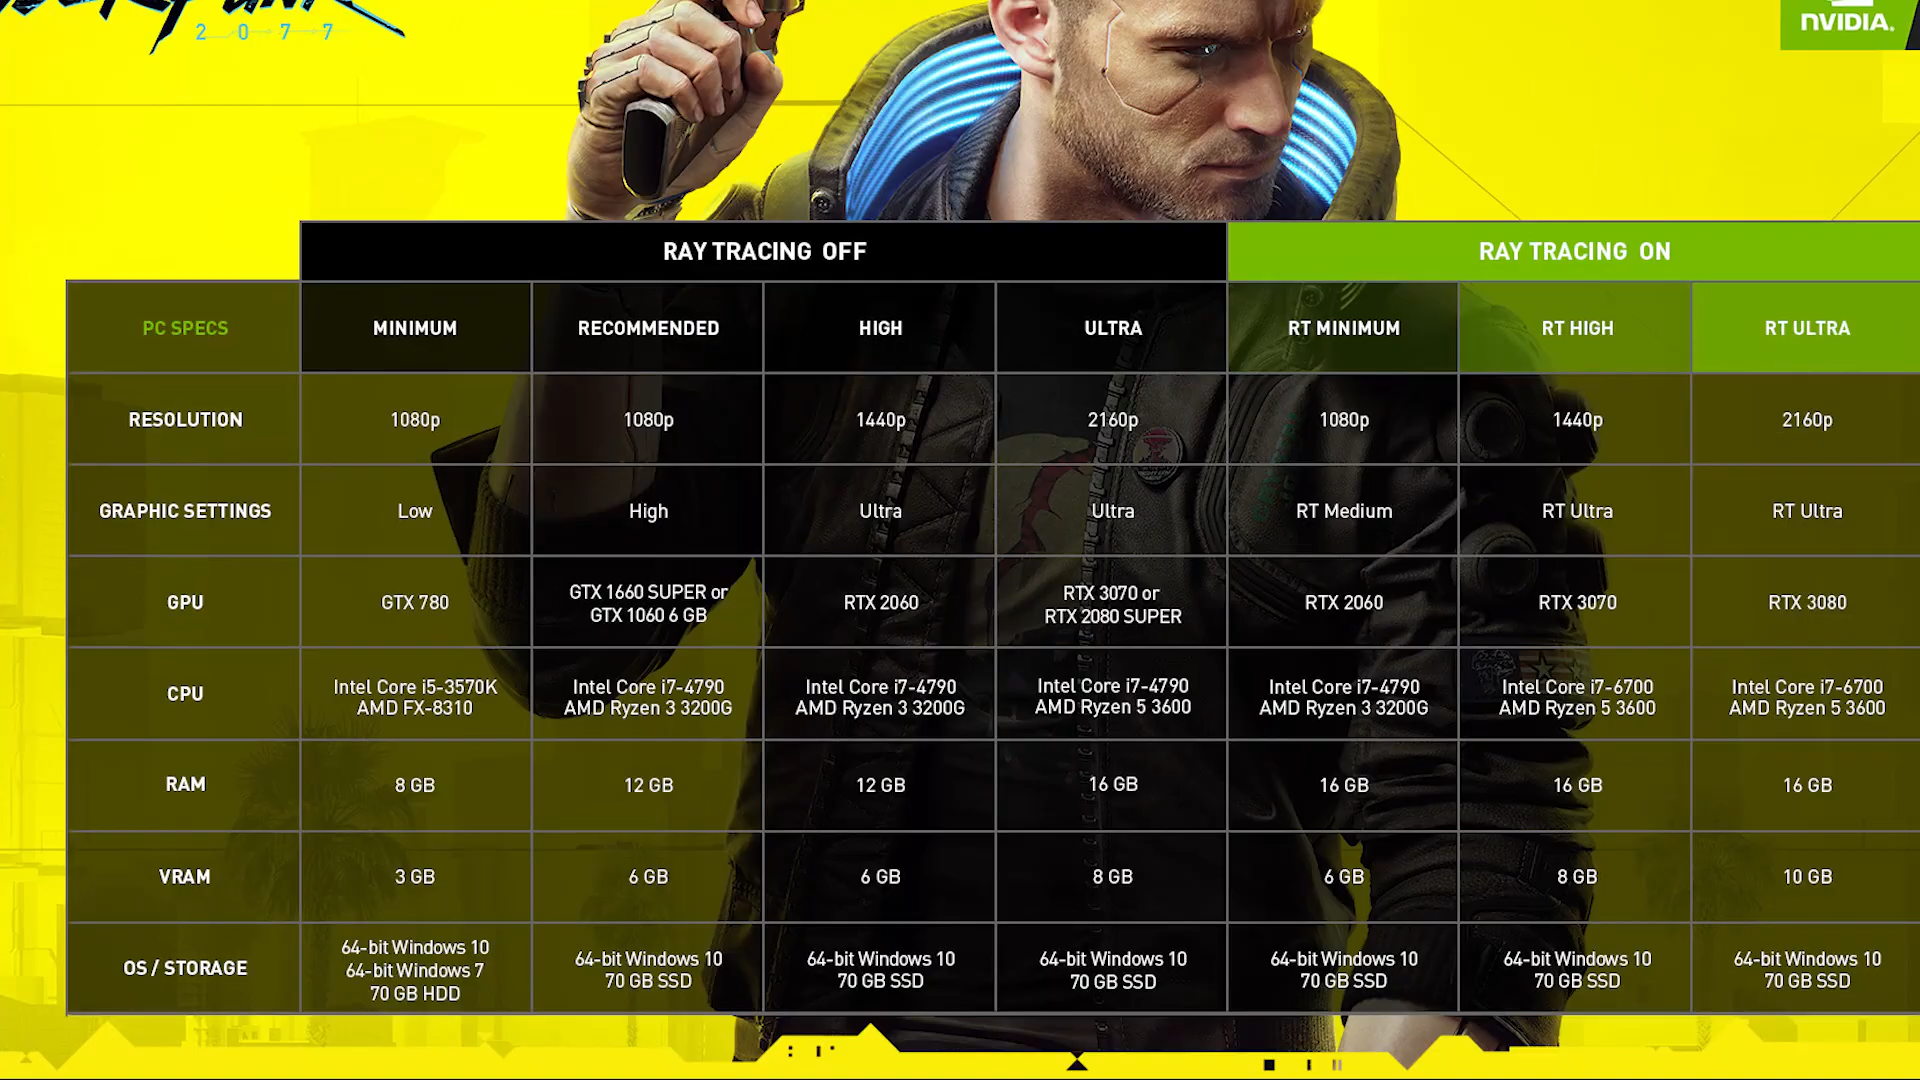 2077
NVIDIA.
RAY TRACING OFF
RAY TRACING ON
PC SPECS
MINIMUM
RECOMMENDED
HIGH
ULTRA
RT MINIMUM
RT HIGH
RT ULTRA
RESOLUTION
1080p
1080p
1440p
2160p
1080p
1440p
2160p
GRAPHIC SETTINGS
Low
High
Ultra
Ultra
RT Medium
RT Ultra
RT Ultra
GPU
GTX 780
GTX 1660 SUPER or
GTX 1060 6 GB
RTX 2060
RTX 3070 or
RTX 2080 SUPER
RTX 2060
RTX 3070
RTX 3080
CPU
Intel Core i5-3570K
AMD FX-8310
Intel Core i7-4790
AMD Ryzen 3 3200G
Intel Core i7-4790
AMD Ryzen 3 3200G
Intel Core i7-4790
AMD Ryzen 5 3600
Intel Core i7-4790
AMD Ryzen 3 3200G
Intel Core i7-6700
AMD Ryzen 5 3600
Intel Core i7-6700
AMD Ryzen 5 3600
RAM
8 GB
12 GB
12 GB
16 GB
16 GB
16 GB
16 GB
VRAM
3 GB
6 GB
6 GB
8 GB
6 GB
8 GB
10 GB
OS / STORAGE
64-bit Windows 10
64-bit Windows 7
70 GB HDD
64-bit Windows 10
70 GB SSD
64-bit Windows 10
70 GB SSD
64-bit Windows 10
70 GB SSD
64-bit Windows 10
70 GB SSD
64-bit Windows 10
70 GB SSD
64-bit Windows 10
70 GB SSD